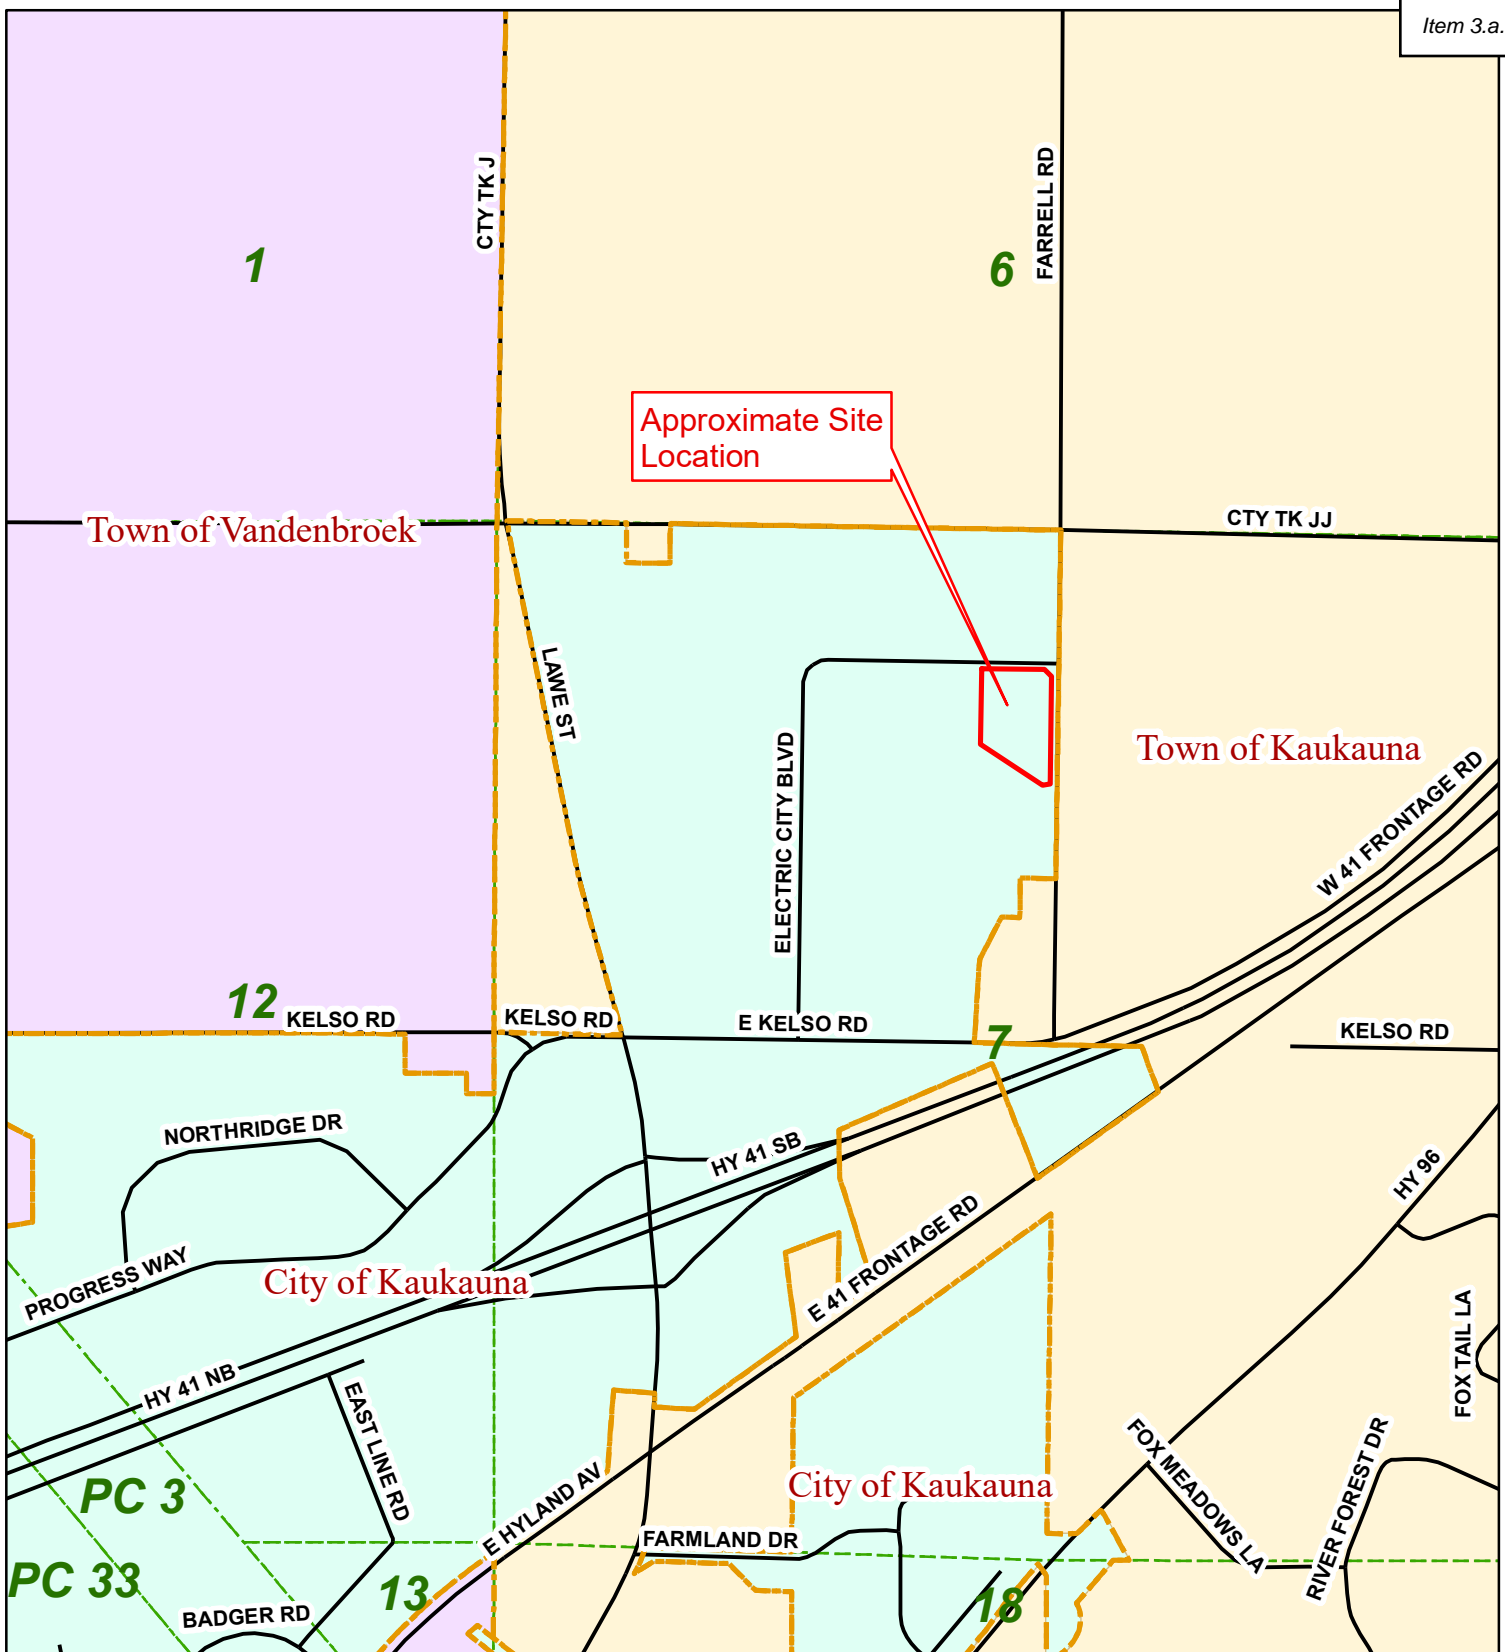 Item 3.a.
CTY TK J
FARRELL RD
1
6
Approximate Site
Location
CTY TK JJ
Town of Vandenbroek
LAWE ST
ELECTRIC CITY BLVD
Town of Kaukauna
W 41 FRONTAGE RD
12
KELSO RD
KELSO RD
E KELSO RD
7
KELSO RD
NORTHRIDGE DR
HY 41 SB
HY 96
PROGRESS WAY
City of Kaukauna
E 41 FRONTAGE RD
FOX TAIL LA
HY 41 NB
EAST LINE RD
PC 3
City of Kaukauna
FOX MEADOWS LA
RIVER FOREST DR
E HYLAND AV
FARMLAND DR
PC 33
13
18
BADGER RD